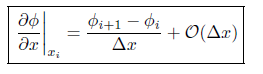 ∂ϕ/∂x|_{x_i} = (ϕ_{i+1} − ϕ_i)/Δx + 𝒪(Δx)